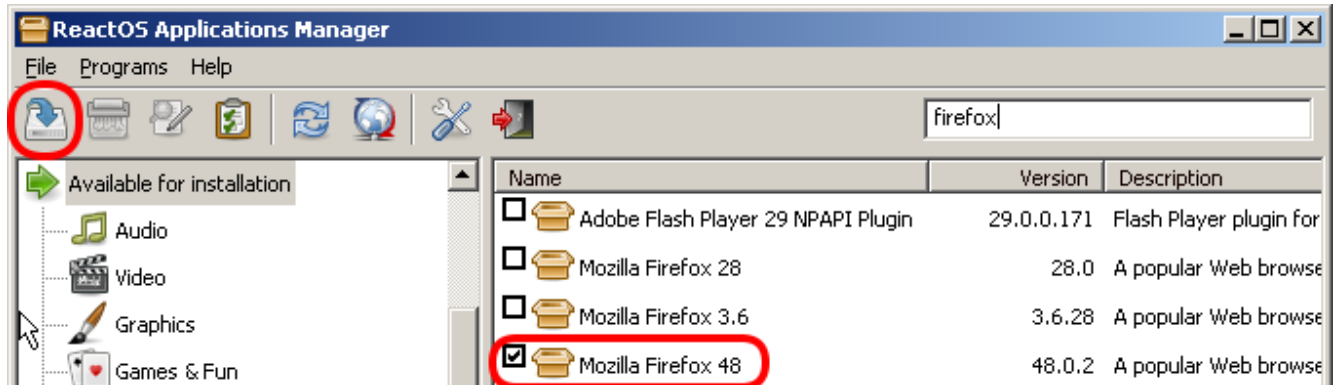 ReactOS Applications Manager
File Programs Help
firefox
Available for installation
Audio
Video
Graphics
Games & Fun
Name Version Description
Adobe Flash Player 29 NPAPI Plugin 29.0.0.171 Flash Player plugin for
Mozilla Firefox 28 28.0 A popular Web browse
Mozilla Firefox 3.6 3.6.28 A popular Web browse
Mozilla Firefox 48 48.0.2 A popular Web browse